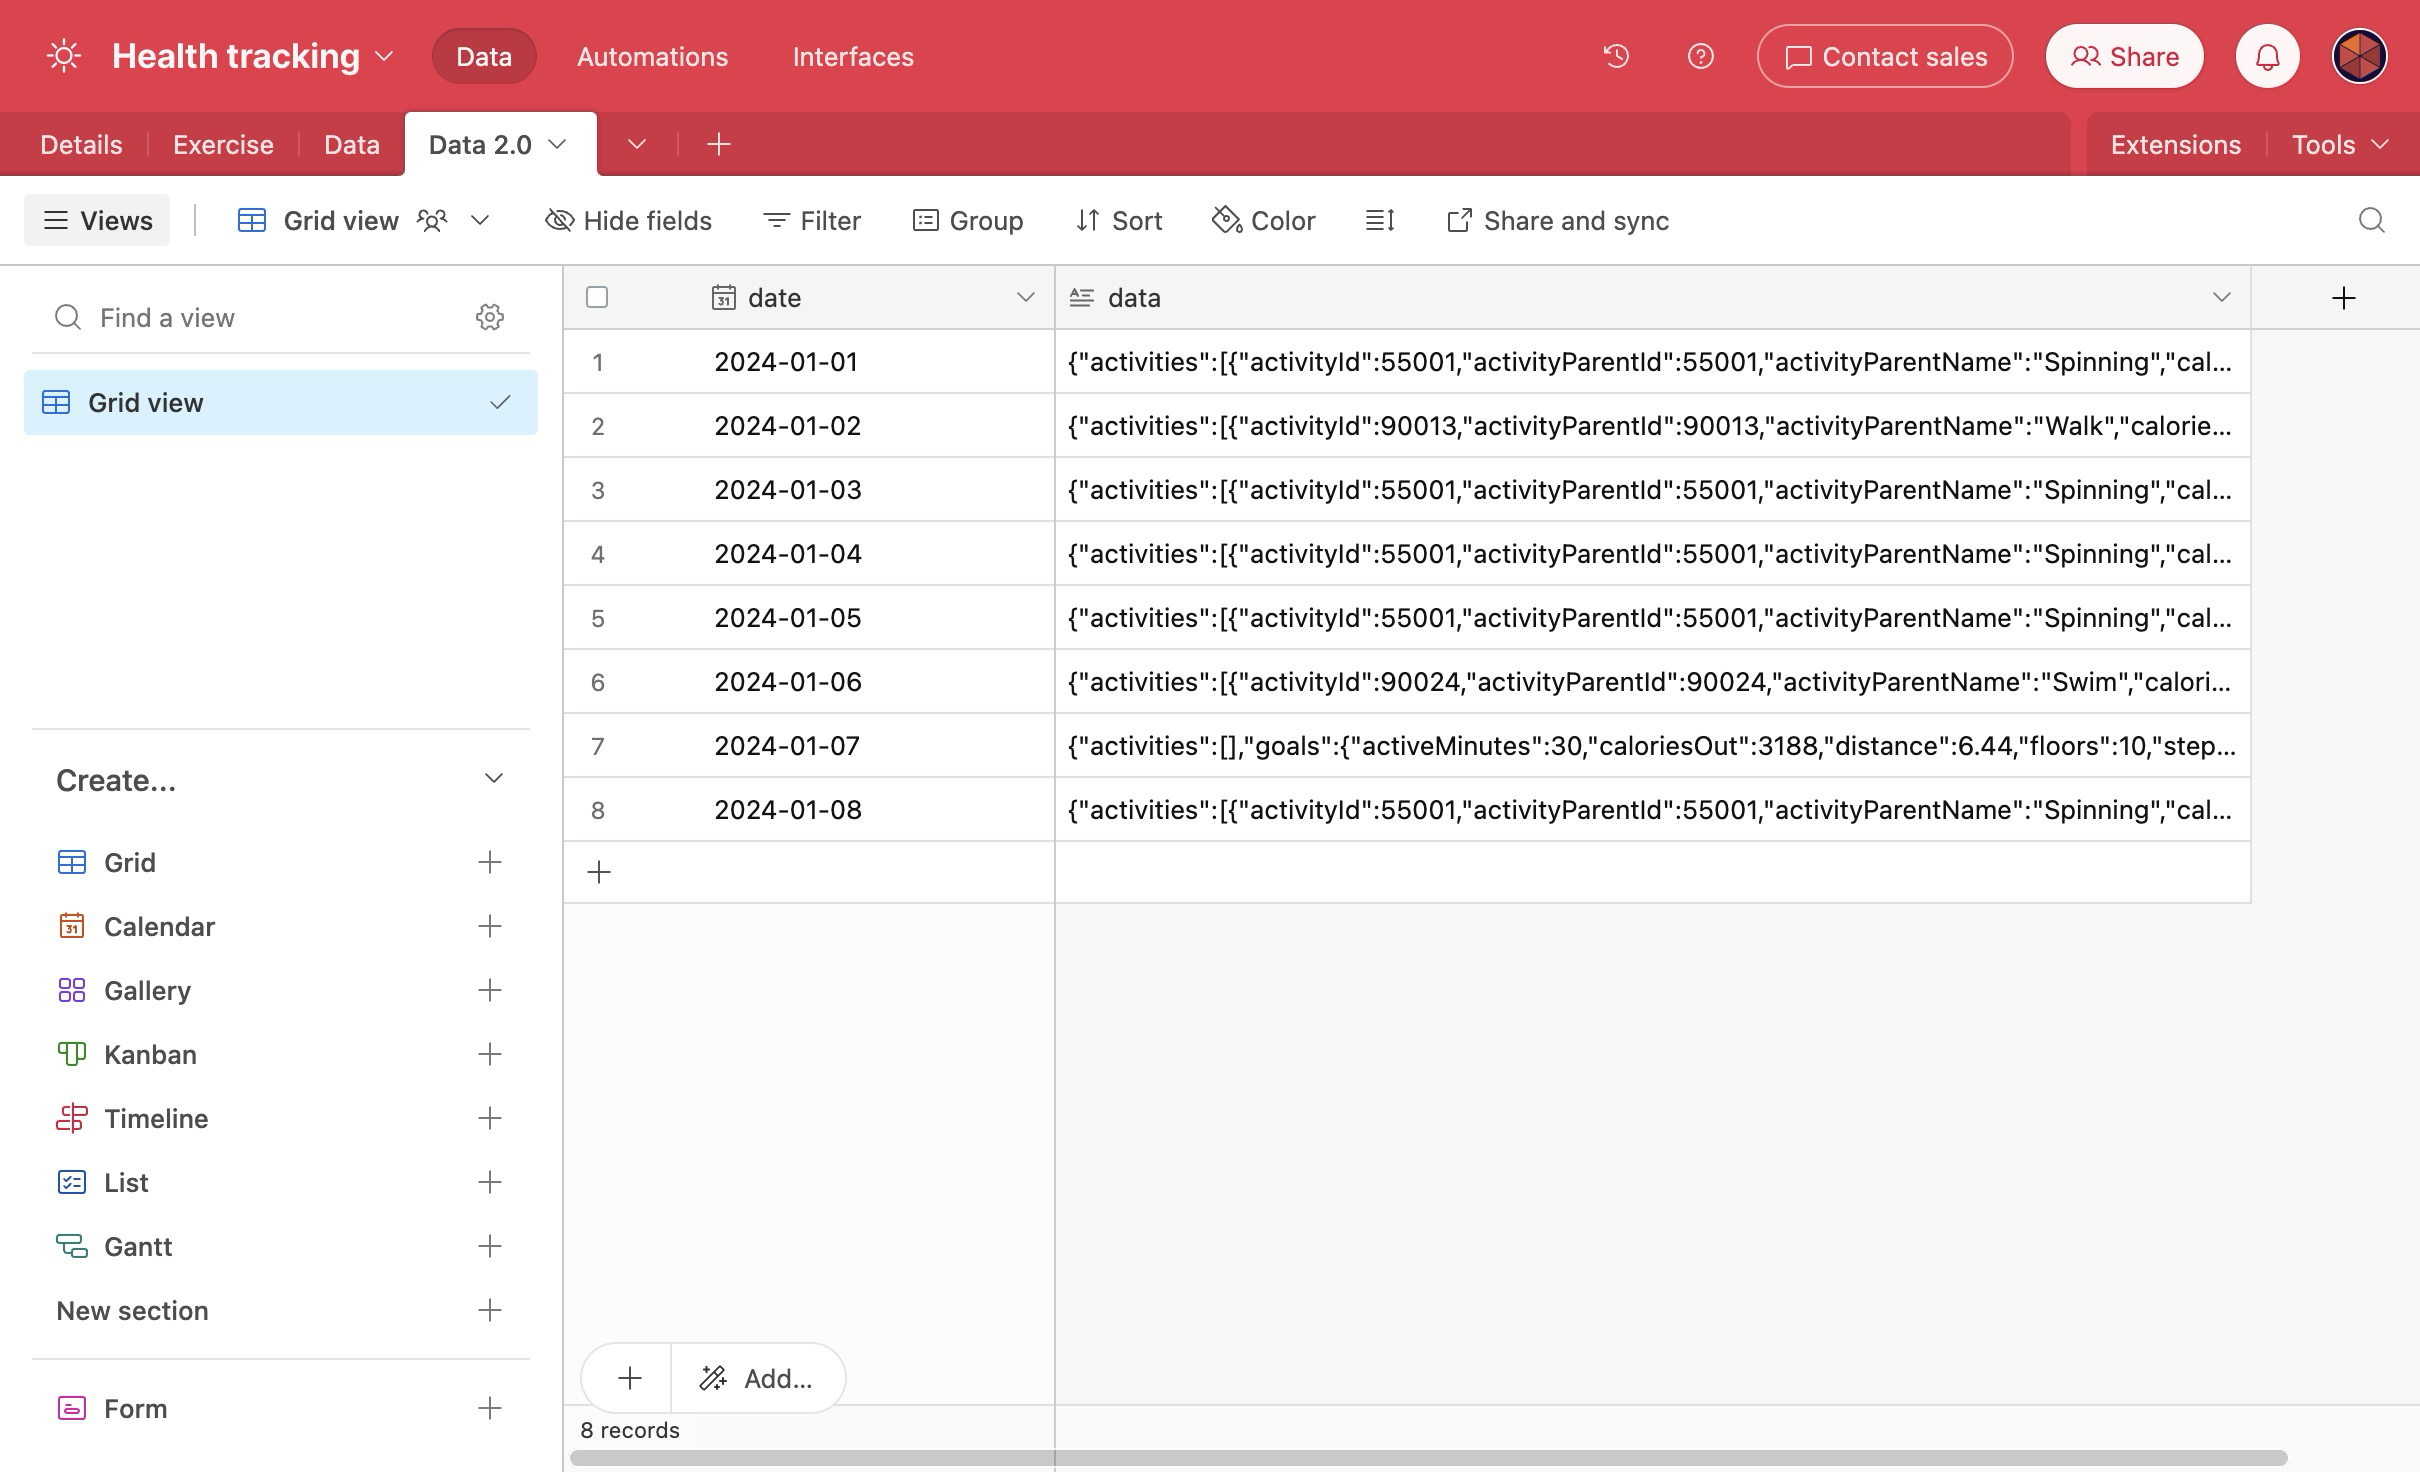 Health tracking
Data
Automations
Interfaces
Contact sales
Share
Details
Exercise
Data
Data 2.0
Extensions
Tools
Views
Grid view
Hide fields
Filter
Group
Sort
Color
Share and sync
Find a view
Grid view
Create...
Grid
Calendar
Gallery
Kanban
Timeline
List
Gantt
New section
Form
date data
1 2024-01-01 {"activities":[{"activityId":55001,"activityParentId":55001,"activityParentName":"Spinning","cal...
2 2024-01-02 {"activities":[{"activityId":90013,"activityParentId":90013,"activityParentName":"Walk","calorie...
3 2024-01-03 {"activities":[{"activityId":55001,"activityParentId":55001,"activityParentName":"Spinning","cal...
4 2024-01-04 {"activities":[{"activityId":55001,"activityParentId":55001,"activityParentName":"Spinning","cal...
5 2024-01-05 {"activities":[{"activityId":55001,"activityParentId":55001,"activityParentName":"Spinning","cal...
6 2024-01-06 {"activities":[{"activityId":90024,"activityParentId":90024,"activityParentName":"Swim","calori...
7 2024-01-07 {"activities":[],"goals":{"activeMinutes":30,"caloriesOut":3188,"distance":6.44,"floors":10,"step...
8 2024-01-08 {"activities":[{"activityId":55001,"activityParentId":55001,"activityParentName":"Spinning","cal...
Add...
8 records